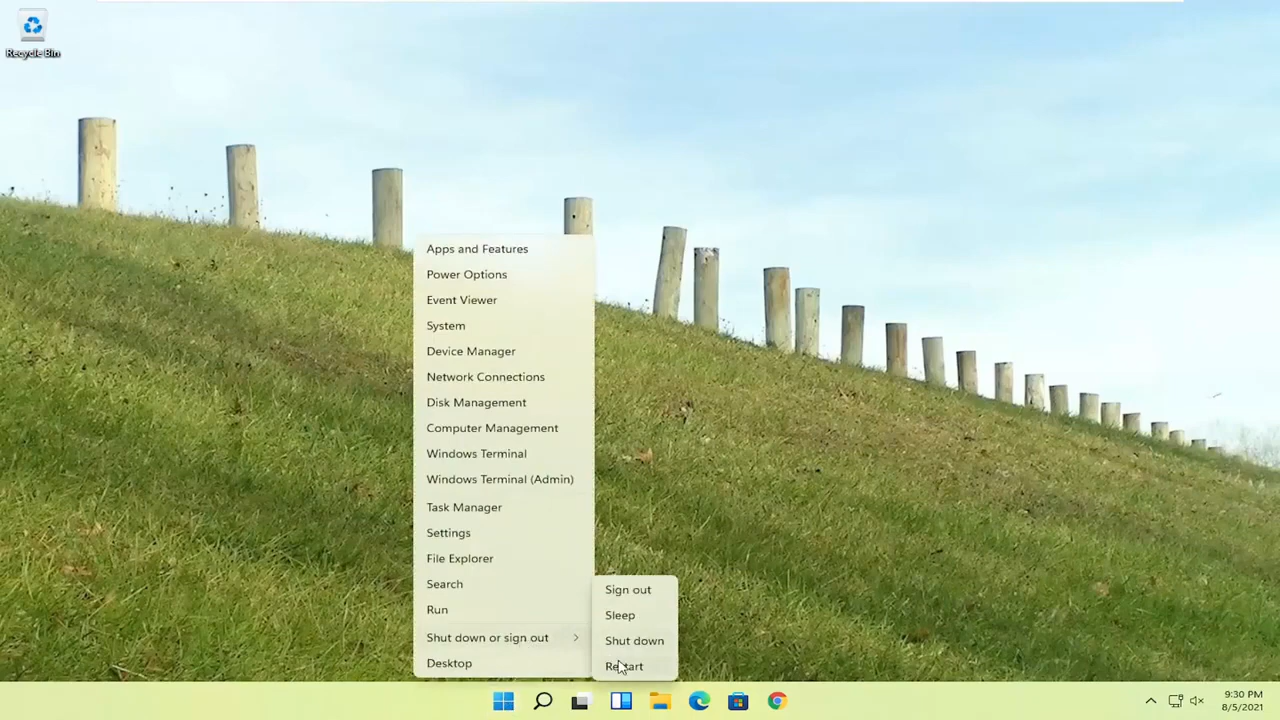 Recycle Bin
Apps and Features
Power Options
Event Viewer
System
Device Manager
Network Connections
Disk Management
Computer Management
Windows Terminal
Windows Terminal (Admin)
Task Manager
Settings
File Explorer
Search
Run
Shut down or sign out
Desktop
Sign out
Sleep
Shut down
Restart
9:30 PM
8/5/2021